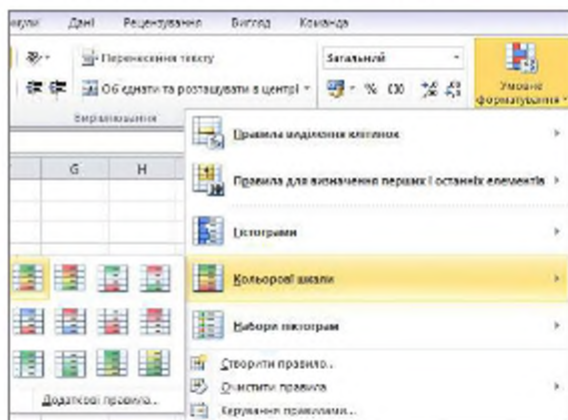 Дані Рецензування Вигляд Команда
Перенесення тексту
Загальний
Об'єднати та розташувати в центрі
% 000
Умовне
форматування
Вирівнювання
G H
Правила виділення клітинок
Правила для визначення перших і останніх елементів
Гістограми
Кольорові шкали
Набори піктограм
Створити правило...
Очистити правила
Керування правилами...
Додаткові правила...